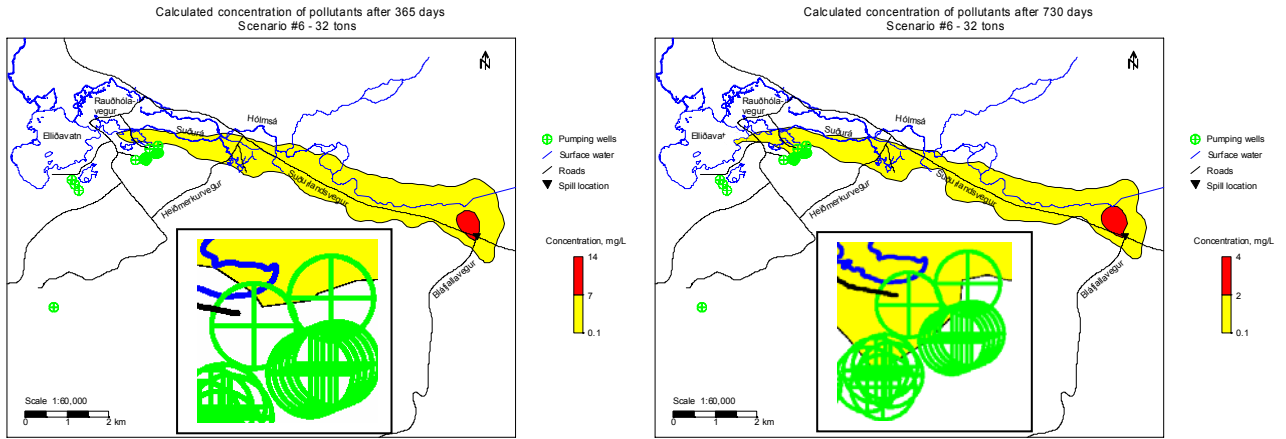 Calculated concentration of pollutants after 365 days
Scenario #6 - 32 tons
N
Rauðhóla-
vegur
Hólmsá
Elliðavatn
Suðurá
Suðurlandsvegur
Heiðmerkurvegur
Bláfjallavegur
Scale 1:60,000
0 1 2 km
Pumping wells
Surface water
Roads
Spill location
Concentration, mg/L
14
7
0.1
Calculated concentration of pollutants after 730 days
Scenario #6 - 32 tons
N
Rauðhóla-
vegur
Hólmsá
Elliðavat
Suðurá
Suðurlandsvegur
Heiðmerkurvegur
Bláfjallavegur
Scale 1:60,000
0 1 2 km
Pumping wells
Surface water
Roads
Spill location
Concentration, mg/L
4
2
0.1